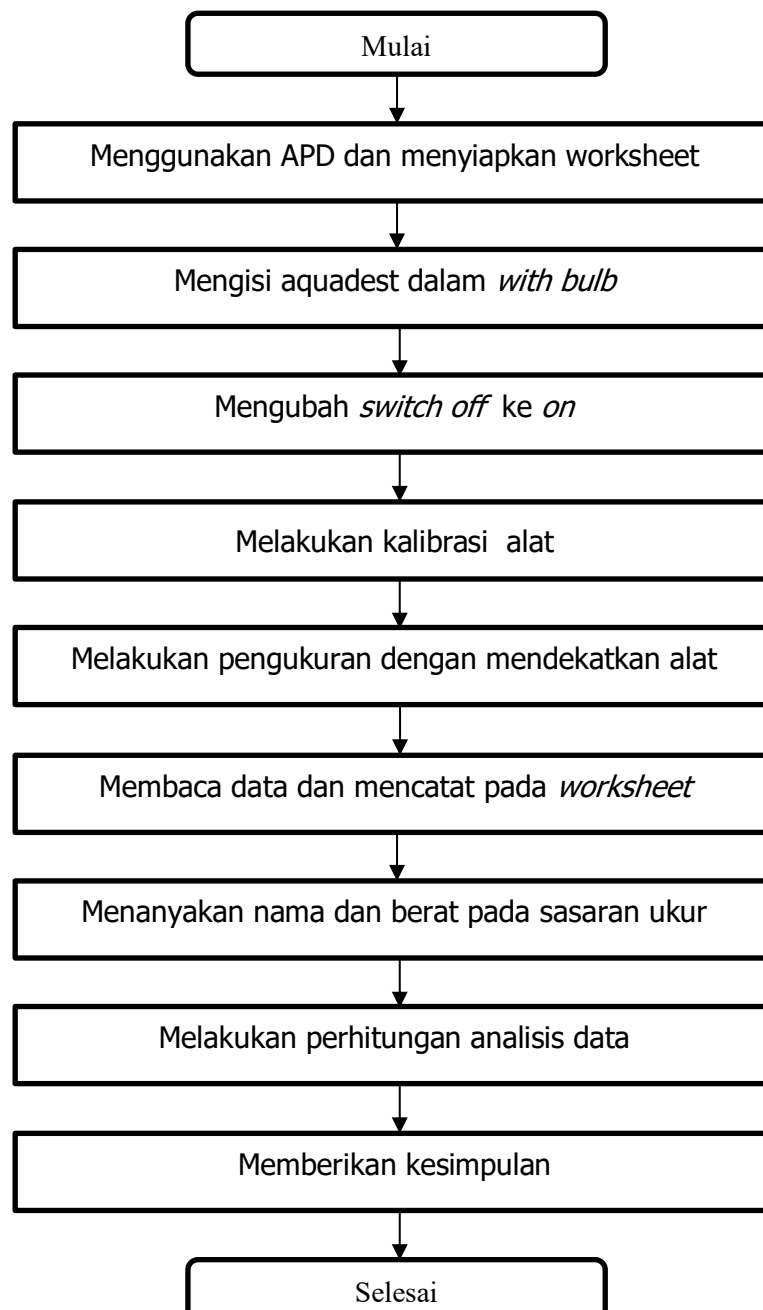 Mulai
Menggunakan APD dan menyiapkan worksheet
Mengisi aquadest dalam with bulb
Mengubah switch off ke on
Melakukan kalibrasi alat
Melakukan pengukuran dengan mendekatkan alat
Membaca data dan mencatat pada worksheet
Menanyakan nama dan berat pada sasaran ukur
Melakukan perhitungan analisis data
Memberikan kesimpulan
Selesai